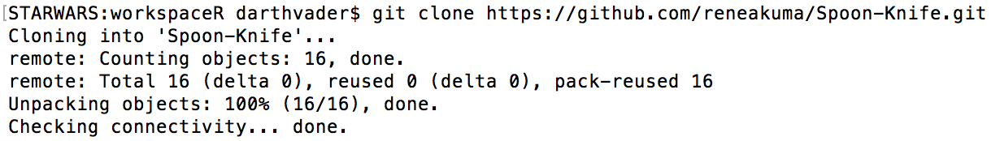 [STARWARS:workspaceR darthvader$ git clone https://github.com/reneakuma/Spoon-Knife.git
Cloning into 'Spoon-Knife'...
remote: Counting objects: 16, done.
remote: Total 16 (delta 0), reused 0 (delta 0), pack-reused 16
Unpacking objects: 100% (16/16), done.
Checking connectivity... done.